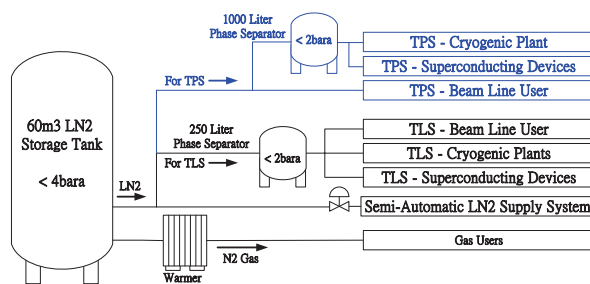 1000 Liter
Phase Separator
< 2bara
TPS - Cryogenic Plant
TPS - Superconducting Devices
For TPS
TPS - Beam Line User
60m3 LN2
Storage Tank
< 4bara
250 Liter
Phase Separator
For TLS
< 2bara
TLS - Beam Line User
TLS - Cryogenic Plants
TLS - Superconducting Devices
LN2
Semi-Automatic LN2 Supply System
N2 Gas
Gas Users
Warmer